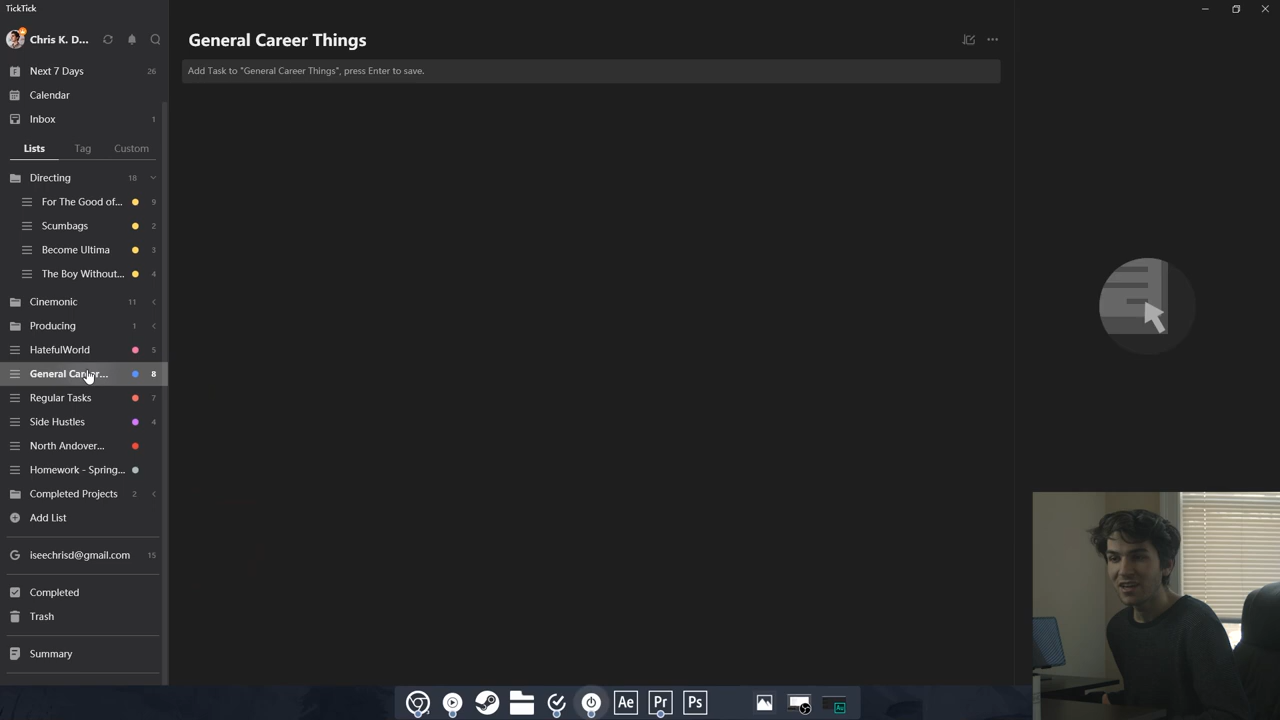 TickTick
Chris K. D...
General Career Things
Add Task to "General Career Things", press Enter to save.
Next 7 Days 26
Calendar
Inbox 1
Lists Tag Custom
Directing 18
For The Good of... 9
Scumbags 2
Become Ultima 3
The Boy Without... 4
Cinemonic 11
Producing 1
HatefulWorld 5
General Career... 8
Regular Tasks 7
Side Hustles 4
North Andover...
Homework - Spring...
Completed Projects 2
Add List
G iseechrisd@gmail.com 15
Completed
Trash
Summary
Ae Pr Ps